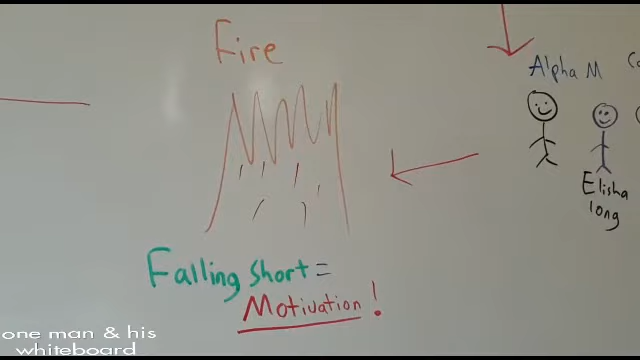 Fire
Alpha M
Elisha
long
Falling short =
Motivation!
one man & his
whiteboard